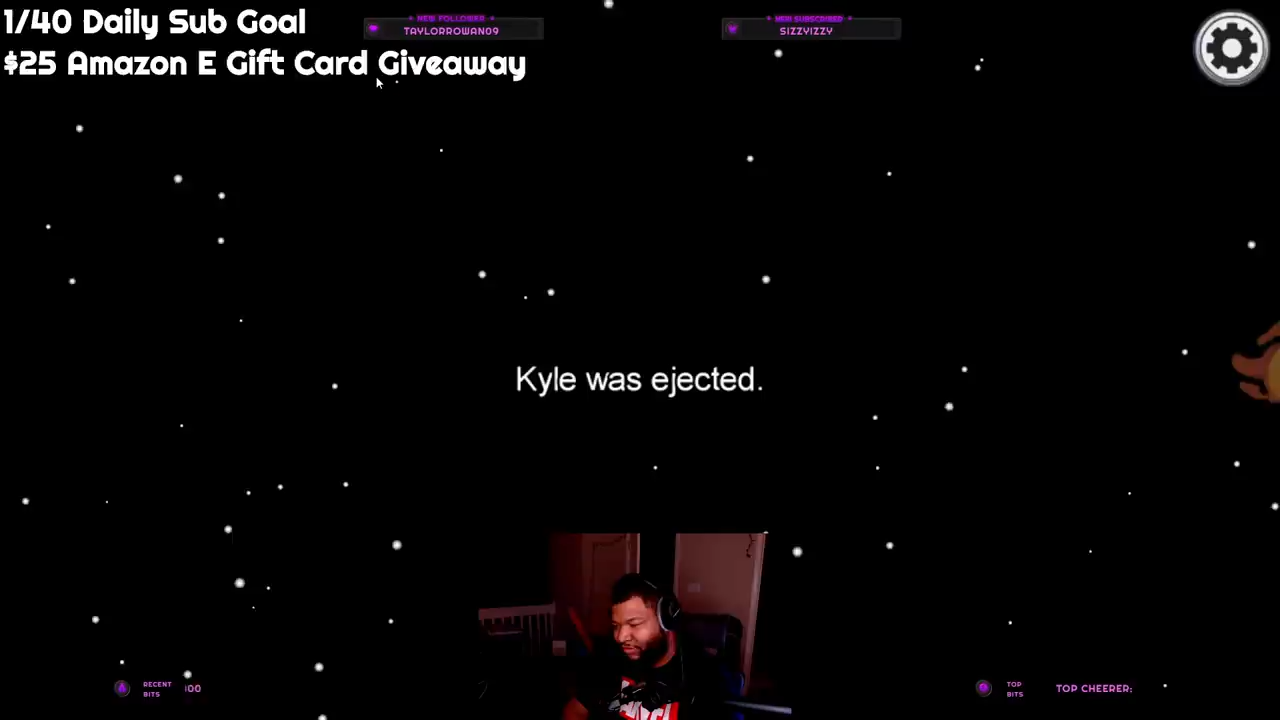 1/40 Daily Sub Goal
$25 Amazon E Gift Card Giveaway
NEW FOLLOWER
TAYLORROWAN09
NEW SUBSCRIBER
SIZZYIZZY
Kyle was ejected.
RECENT
BITS
TOP
BITS
TOP CHEERER: